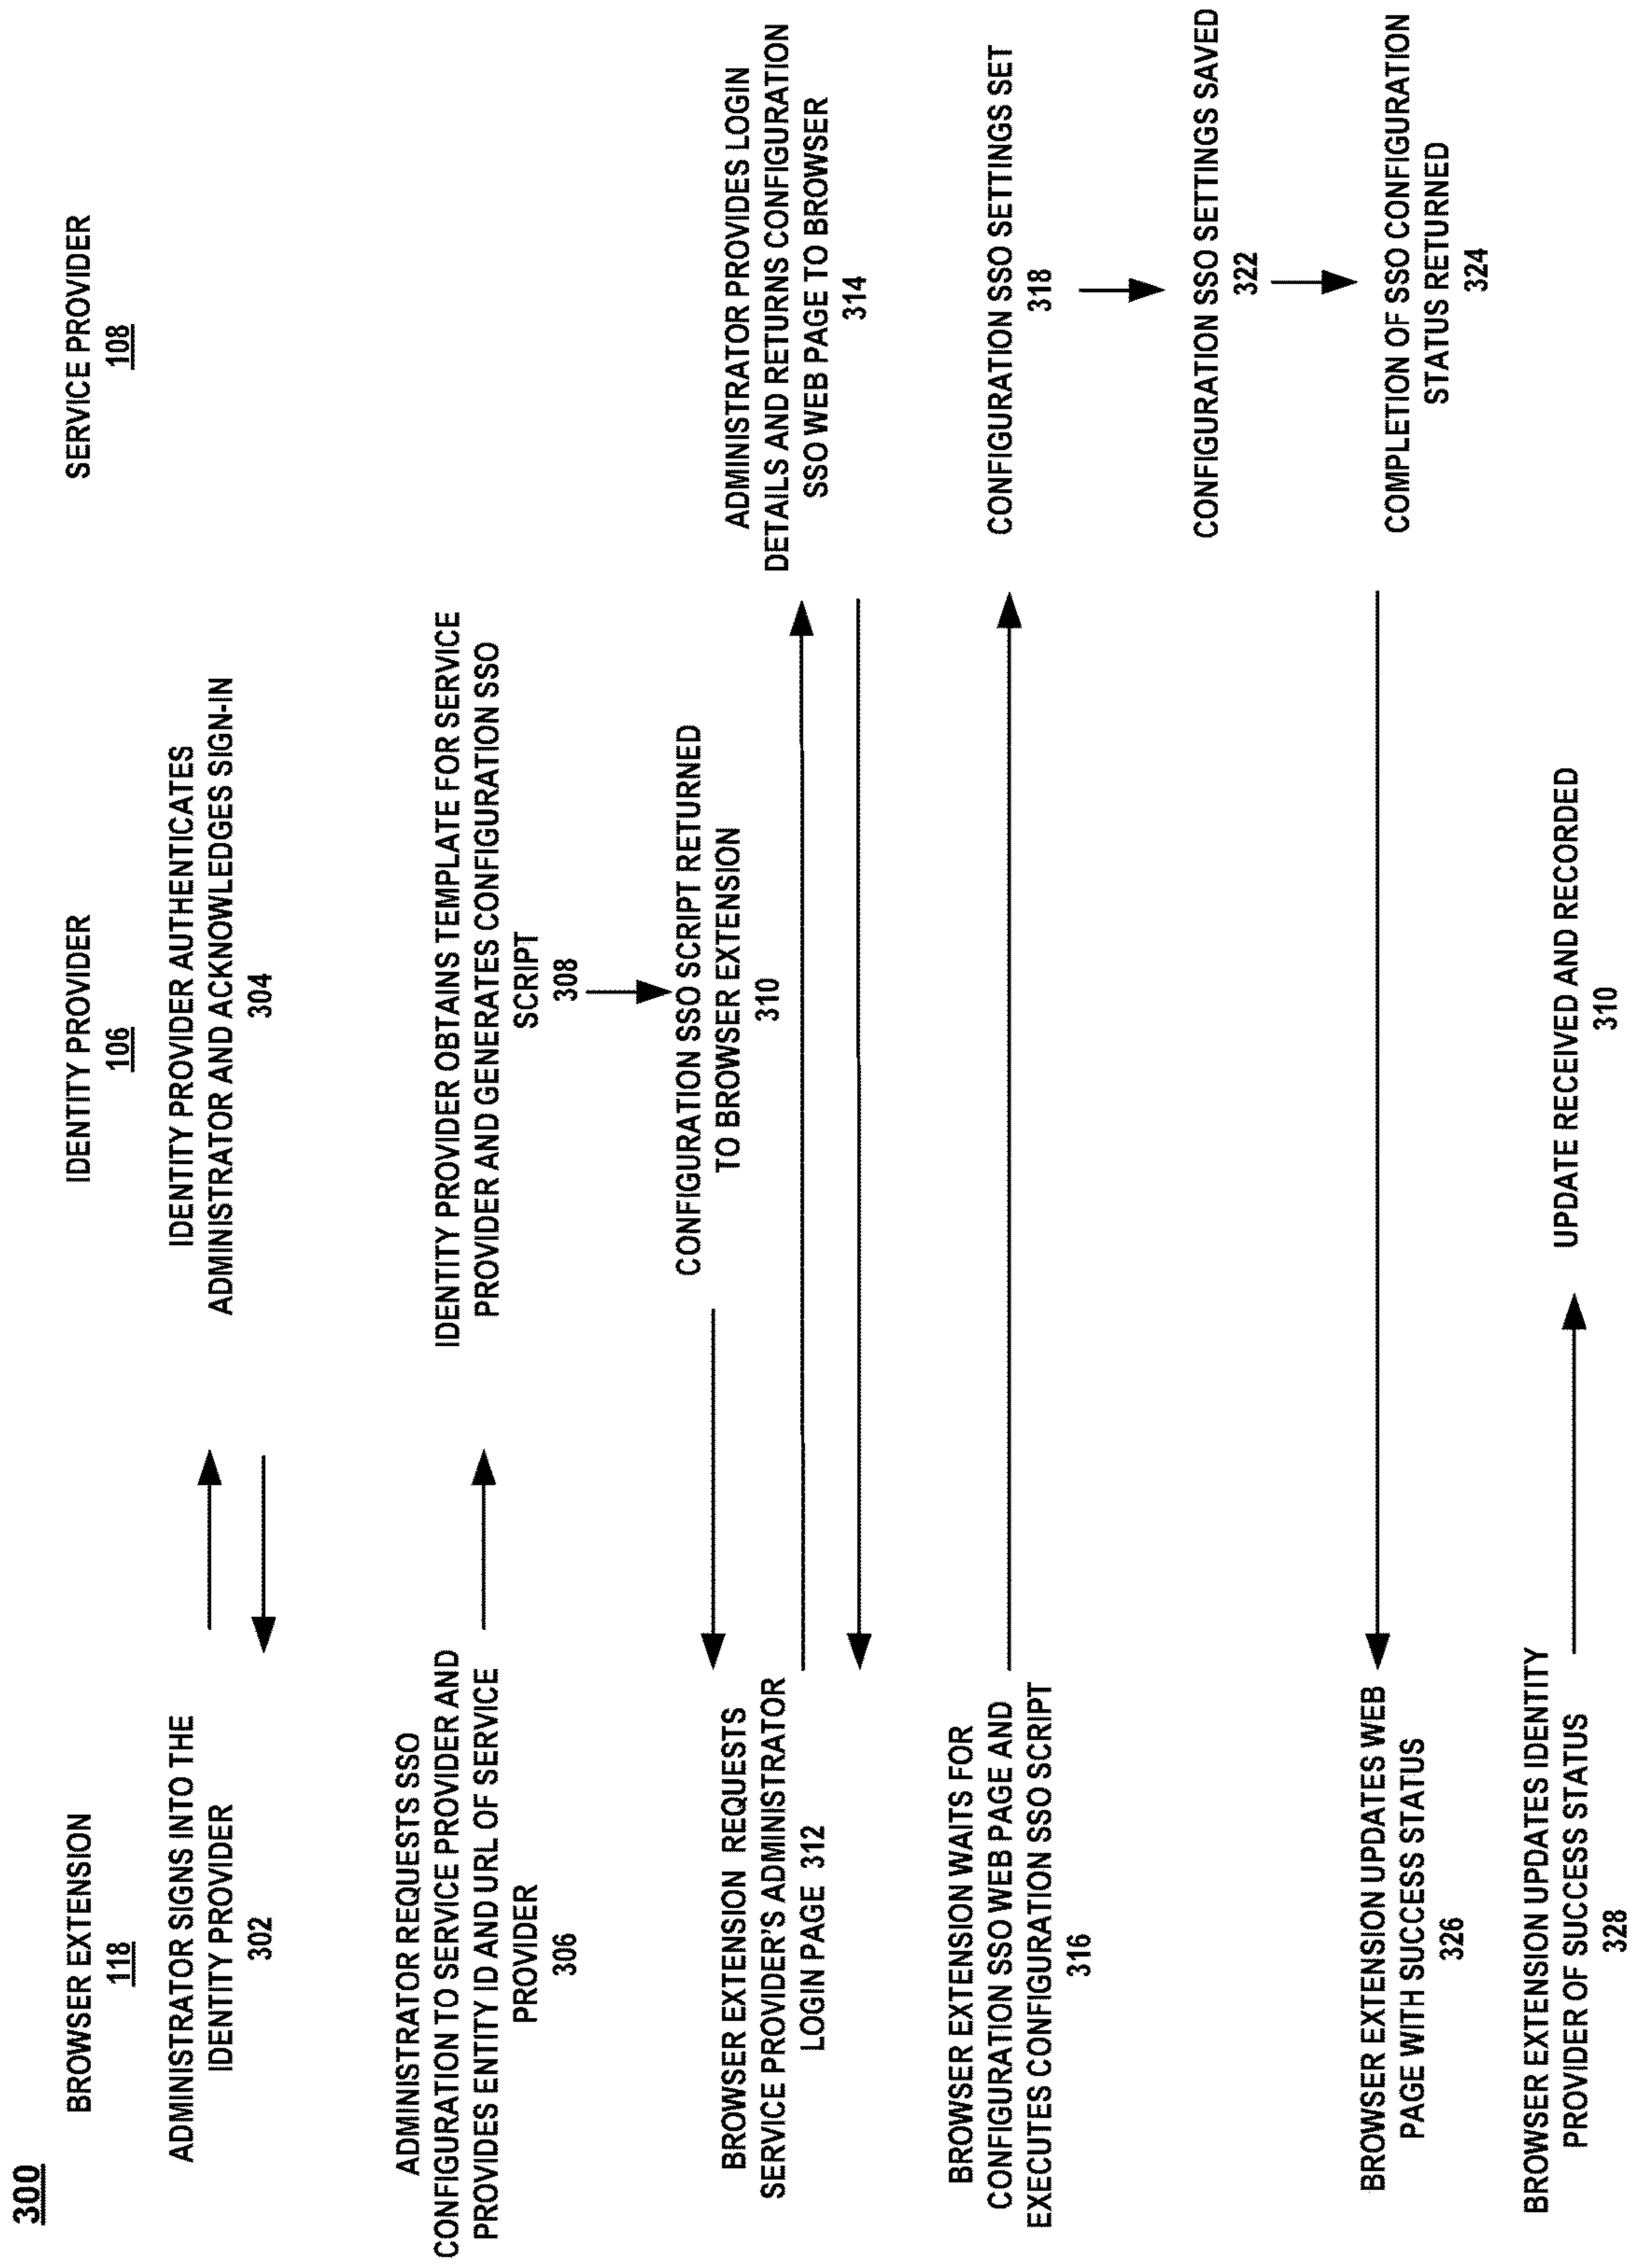 300
BROWSER EXTENSION
118
IDENTITY PROVIDER
106
SERVICE PROVIDER
108
ADMINISTRATOR SIGNS INTO THE
IDENTITY PROVIDER
302
IDENTITY PROVIDER AUTHENTICATES
ADMINISTRATOR AND ACKNOWLEDGES SIGN-IN
304
ADMINISTRATOR REQUESTS SSO
CONFIGURATION TO SERVICE PROVIDER AND
PROVIDES ENTITY ID AND URL OF SERVICE
PROVIDER
306
IDENTITY PROVIDER OBTAINS TEMPLATE FOR SERVICE
PROVIDER AND GENERATES CONFIGURATION SSO
SCRIPT
308
CONFIGURATION SSO SCRIPT RETURNED
TO BROWSER EXTENSION
310
BROWSER EXTENSION REQUESTS
SERVICE PROVIDER'S ADMINISTRATOR
LOGIN PAGE 312
ADMINISTRATOR PROVIDES LOGIN
DETAILS AND RETURNS CONFIGURATION
SSO WEB PAGE TO BROWSER
314
BROWSER EXTENSION WAITS FOR
CONFIGURATION SSO WEB PAGE AND
EXECUTES CONFIGURATION SSO SCRIPT
316
CONFIGURATION SSO SETTINGS SET
318
CONFIGURATION SSO SETTINGS SAVED
322
COMPLETION OF SSO CONFIGURATION
STATUS RETURNED
324
BROWSER EXTENSION UPDATES WEB
PAGE WITH SUCCESS STATUS
326
BROWSER EXTENSION UPDATES IDENTITY
PROVIDER OF SUCCESS STATUS
328
UPDATE RECEIVED AND RECORDED
310